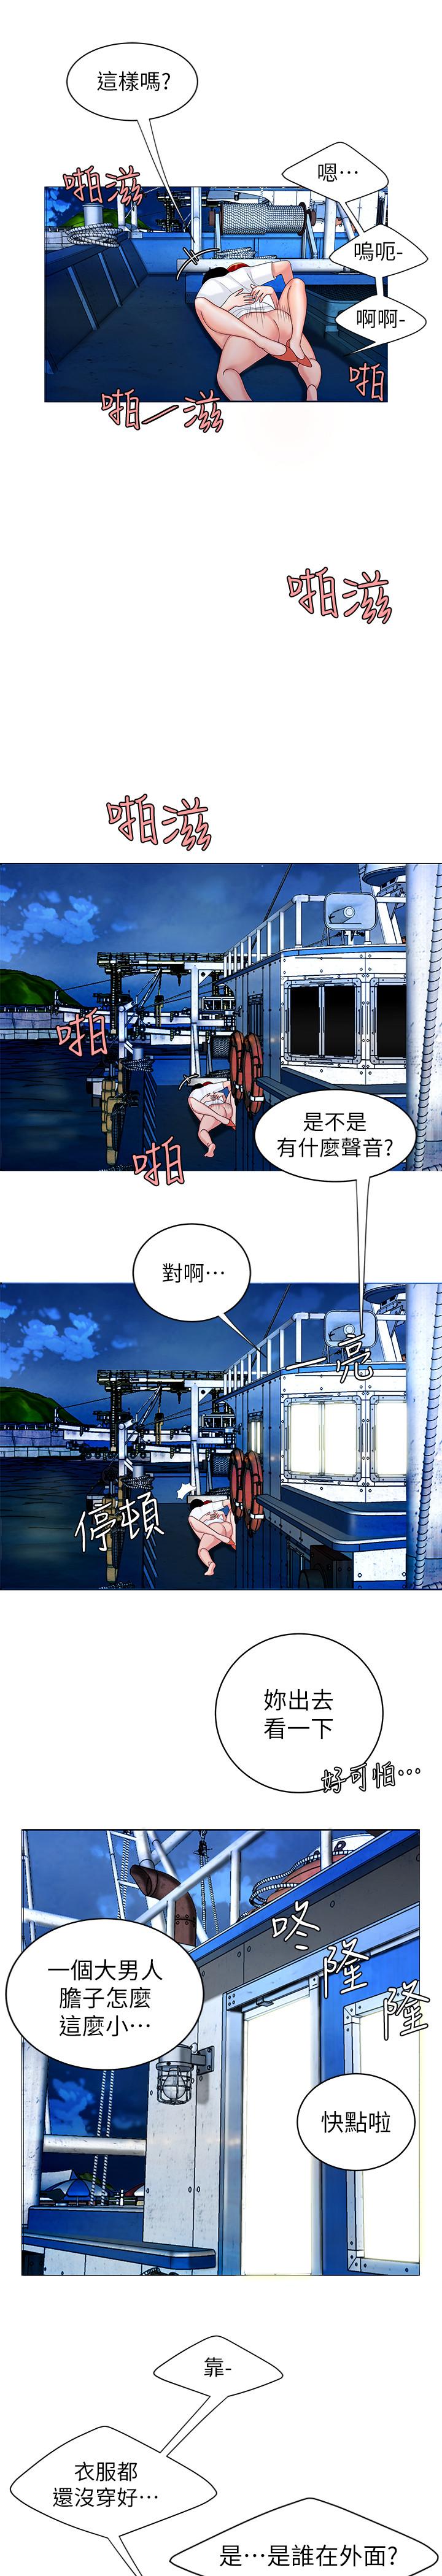 這樣嗎?
啪滋
嗯…
嗚呃-
啊啊-
啪
啪一滋
啪滋
啪滋
啪
啪
是不是
有什麼聲音?
對啊…
一亮
停頓
妳出去
看一下
好可怕…
咚
隆
隆
一個大男人
膽子怎麼
這麼小…
快點啦
靠-
衣服都
還沒穿好…
是…是誰在外面?